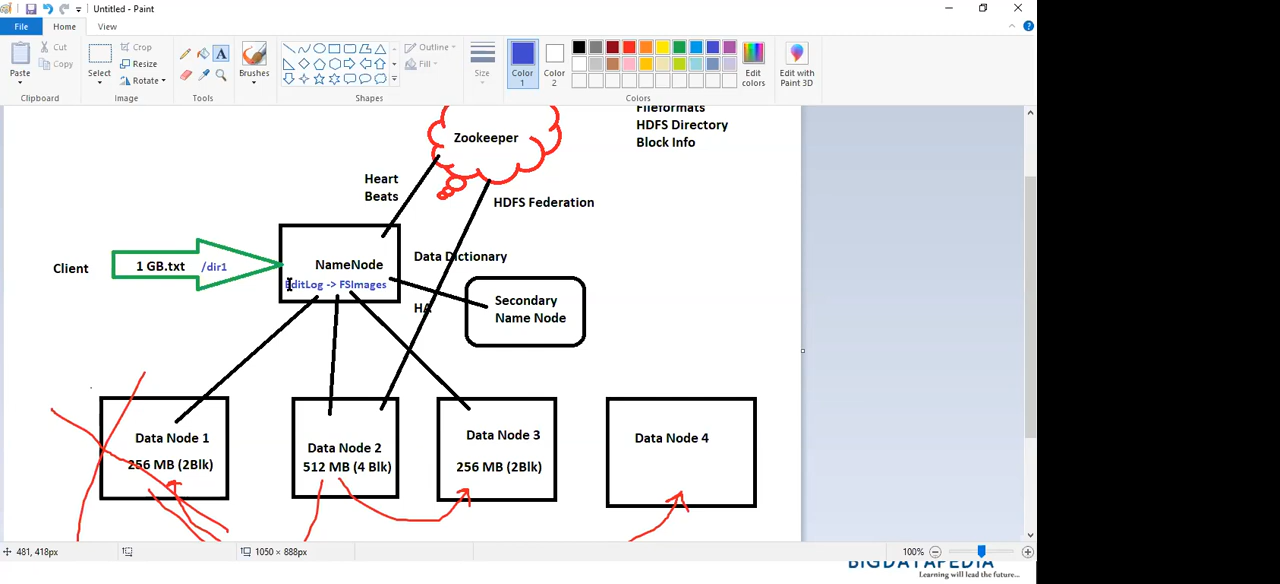 Untitled - Paint
File
Home
View
Paste
Cut
Copy
Clipboard
Select
Crop
Resize
Rotate
Image
A
Tools
Brushes
Outline
Fill
Shapes
Size
Color
1
Color
2
Edit
colors
Colors
Edit with
Paint 3D
Fileformats
HDFS Directory
Block Info
Zookeeper
Heart
Beats
HDFS Federation
Client
1 GB.txt
/dir1
NameNode
EditLog -> FSImages
Data Dictionary
HA
Secondary
Name Node
Data Node 1
256 MB (2Blk)
Data Node 2
512 MB (4 Blk)
Data Node 3
256 MB (2Blk)
Data Node 4
481, 418px
1050 × 888px
100%
BIGDATAPEDIA
Learning will lead the future...